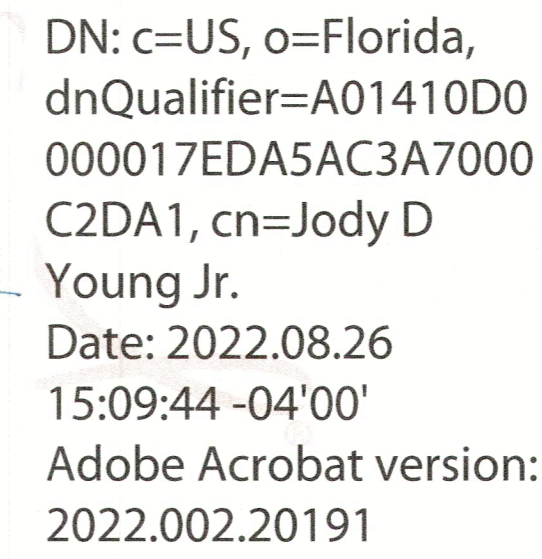 DN: c=US, o=Florida,
dnQualifier=A01410D0
000017EDA5AC3A7000
C2DA1, cn=Jody D
Young Jr.
Date: 2022.08.26
15:09:44 -04'00'
Adobe Acrobat version:
2022.002.20191